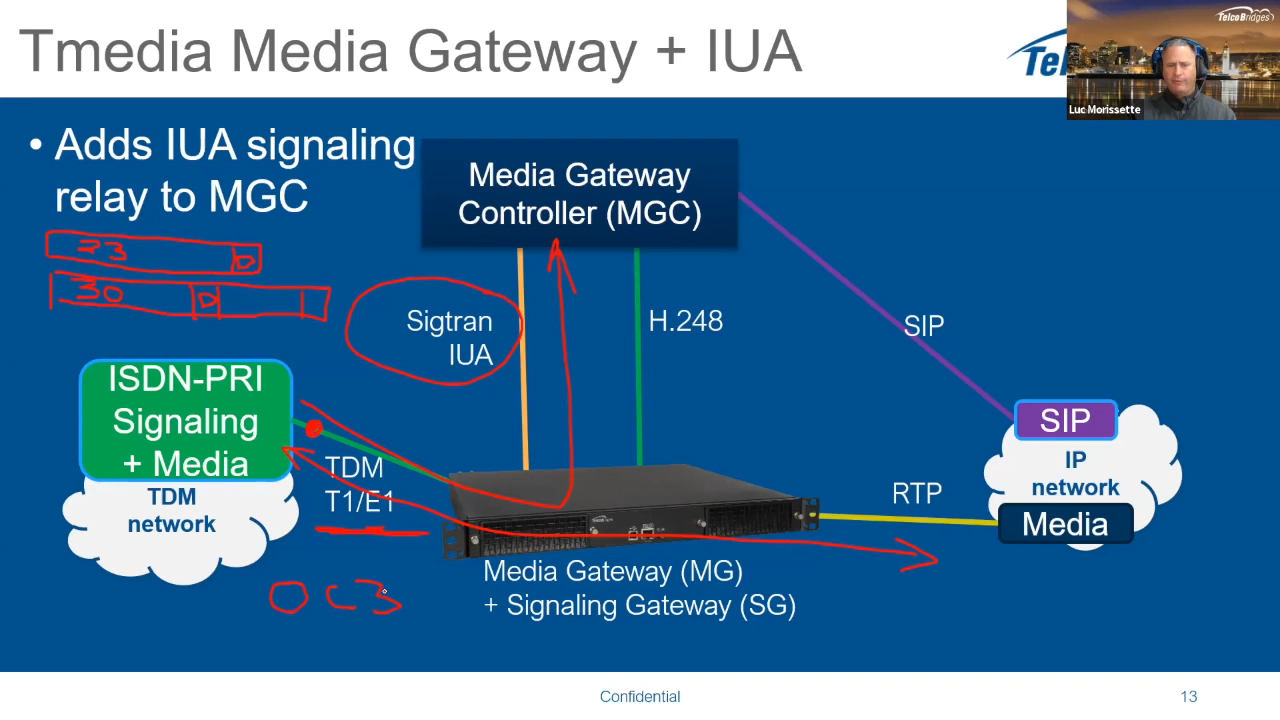 Tmedia Media Gateway + IUA
TelcoBridges
Luc Morissette
• Adds IUA signaling
relay to MGC
23 D
30 D
Media Gateway
Controller (MGC)
Sigtran
IUA
H.248
SIP
ISDN-PRI
Signaling
+ Media
TDM
network
TDM
T1/E1
OC3
SIP
IP
network
Media
RTP
Media Gateway (MG)
+ Signaling Gateway (SG)
Confidential
13